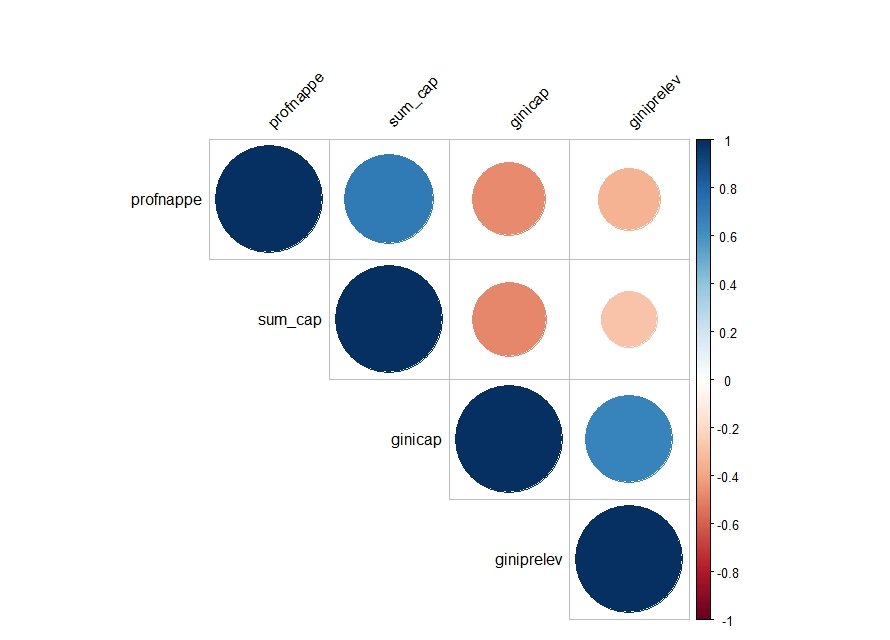 profnappe
sum_cap
ginicap
giniprelev
profnappe
sum_cap
ginicap
giniprelev
1
0.8
0.6
0.4
0.2
0
-0.2
-0.4
-0.6
-0.8
-1